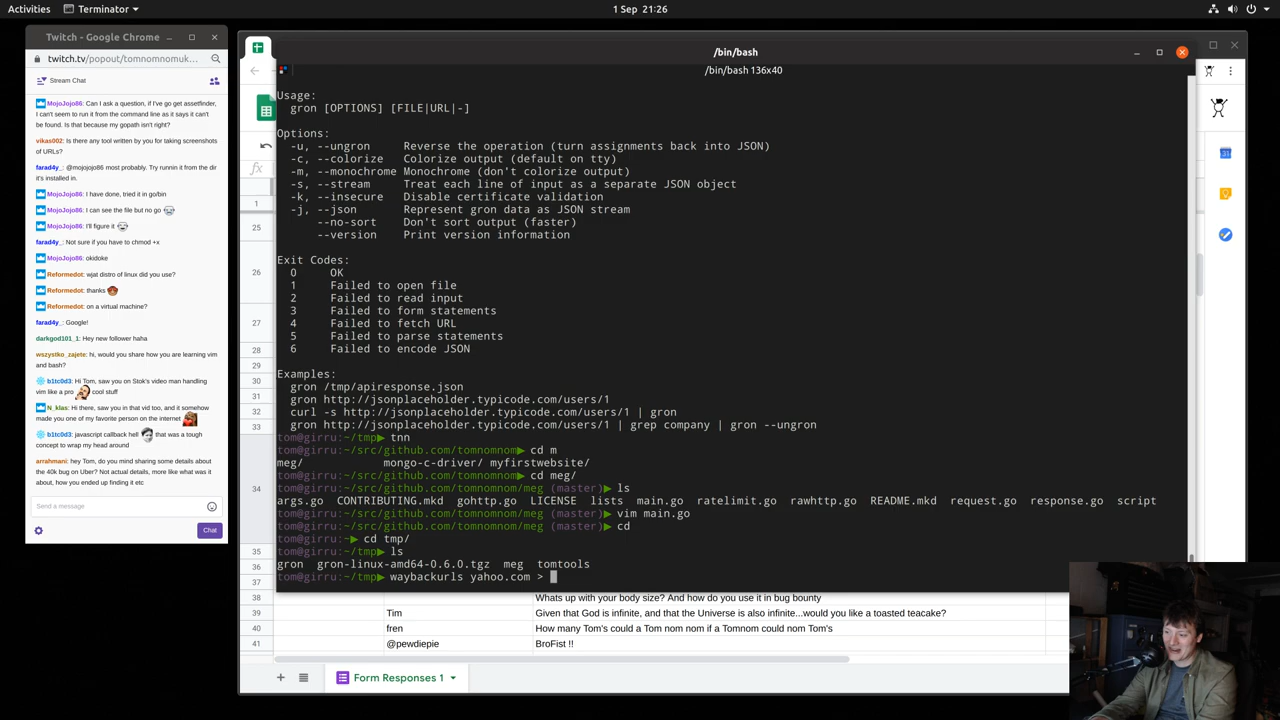 Activities
Terminator
1 Sep 21:26
Twitch - Google Chrome
twitch.tv/popout/tomnomnomuk...
Stream Chat
MojoJojo86: Can I ask a question, if I've go get assetfinder,
I can't seem to run it from the command line as it says it can't
be found. Is that because my gopath isn't right?
vikas002: Is there any tool written by you for taking screenshots
of URLs?
farad4y_: @mojojojo86 most probably. Try runnin it from the dir
it's installed in.
MojoJojo86: I have done, tried it in go/bin
MojoJojo86: I can see the file but no go
MojoJojo86: I'll figure it
farad4y_: Not sure if you have to chmod +x
MojoJojo86: okidoke
Reformedot: wjat distro of linux did you use?
Reformedot: thanks
Reformedot: on a virtual machine?
farad4y_: Google!
darkgod101_1: Hey new follower haha
wszystko_zajete: hi, would you share how you are learning vim
and bash?
b1tc0d3: Hi Tom, saw you on Stok's video man handling
vim like a pro cool stuff
N_klas: Hi there, saw you in that vid too, and it somehow
made you one of my favorite person on the internet
b1tc0d3: javascript callback hell that was a tough
concept to wrap my head around
arrahmani: hey Tom, do you mind sharing some details about
the 40k bug on Uber? Not actual details, more like what was it
about, how you ended up finding it etc
Send a message
Chat
/bin/bash
/bin/bash 136x40
Usage:
gron [OPTIONS] [FILE|URL|-]
Options:
-u, --ungron Reverse the operation (turn assignments back into JSON)
-c, --colorize Colorize output (default on tty)
-m, --monochrome Monochrome (don't colorize output)
-s, --stream Treat each line of input as a separate JSON object
-k, --insecure Disable certificate validation
-j, --json Represent gron data as JSON stream
--no-sort Don't sort output (faster)
--version Print version information
Exit Codes:
0 OK
1 Failed to open file
2 Failed to read input
3 Failed to form statements
4 Failed to fetch URL
5 Failed to parse statements
6 Failed to encode JSON
Examples:
gron /tmp/apiresponse.json
gron http://jsonplaceholder.typicode.com/users/1
curl -s http://jsonplaceholder.typicode.com/users/1 | gron
gron http://jsonplaceholder.typicode.com/users/1 | grep company | gron --ungron
tom@girru:~/tmp▶ tnn
tom@girru:~/src/github.com/tomnomnom▶ cd m
meg/ mongo-c-driver/ myfirstwebsite/
tom@girru:~/src/github.com/tomnomnom▶ cd meg/
tom@girru:~/src/github.com/tomnomnom/meg (master)▶ ls
args.go CONTRIBUTING.mkd gohttp.go LICENSE lists main.go ratelimit.go rawhttp.go README.mkd request.go response.go script
tom@girru:~/src/github.com/tomnomnom/meg (master)▶ vim main.go
tom@girru:~/src/github.com/tomnomnom/meg (master)▶ cd
tom@girru:~▶ cd tmp/
tom@girru:~/tmp▶ ls
gron gron-linux-amd64-0.6.0.tgz meg tomtools
tom@girru:~/tmp▶ waybackurls yahoo.com >
fx
1
25
26
27
28
29
30
31
32
33
34
35
36
37
38 Whats up with your body size? And how do you use it in bug bounty
39 Tim Given that God is infinite, and that the Universe is also infinite...would you like a toasted teacake?
40 fren How many Tom's could a Tom nom nom if a Tomnom could nom Tom's
41 @pewdiepie BroFist !!
Form Responses 1
31